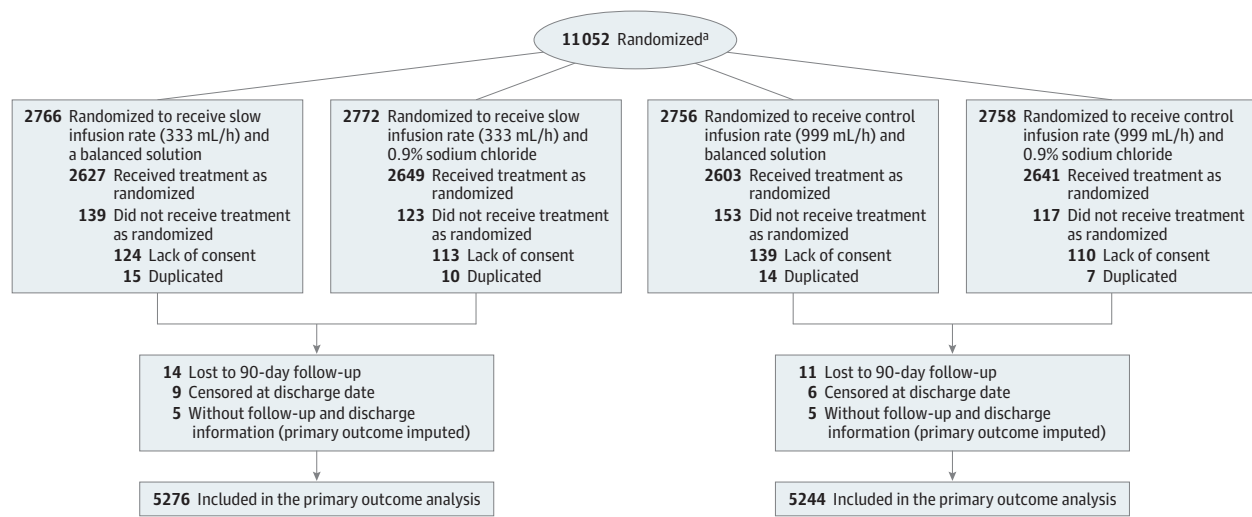 11052 Randomizedᵃ
2766 Randomized to receive slow
infusion rate (333 mL/h) and
a balanced solution
2627 Received treatment as
randomized
139 Did not receive treatment
as randomized
124 Lack of consent
15 Duplicated
2772 Randomized to receive slow
infusion rate (333 mL/h) and
0.9% sodium chloride
2649 Received treatment as
randomized
123 Did not receive treatment
as randomized
113 Lack of consent
10 Duplicated
2756 Randomized to receive control
infusion rate (999 mL/h) and
balanced solution
2603 Received treatment as
randomized
153 Did not receive treatment
as randomized
139 Lack of consent
14 Duplicated
2758 Randomized to receive control
infusion rate (999 mL/h) and
0.9% sodium chloride
2641 Received treatment as
randomized
117 Did not receive treatment
as randomized
110 Lack of consent
7 Duplicated
14 Lost to 90-day follow-up
9 Censored at discharge date
5 Without follow-up and discharge
information (primary outcome imputed)
11 Lost to 90-day follow-up
6 Censored at discharge date
5 Without follow-up and discharge
information (primary outcome imputed)
5276 Included in the primary outcome analysis
5244 Included in the primary outcome analysis